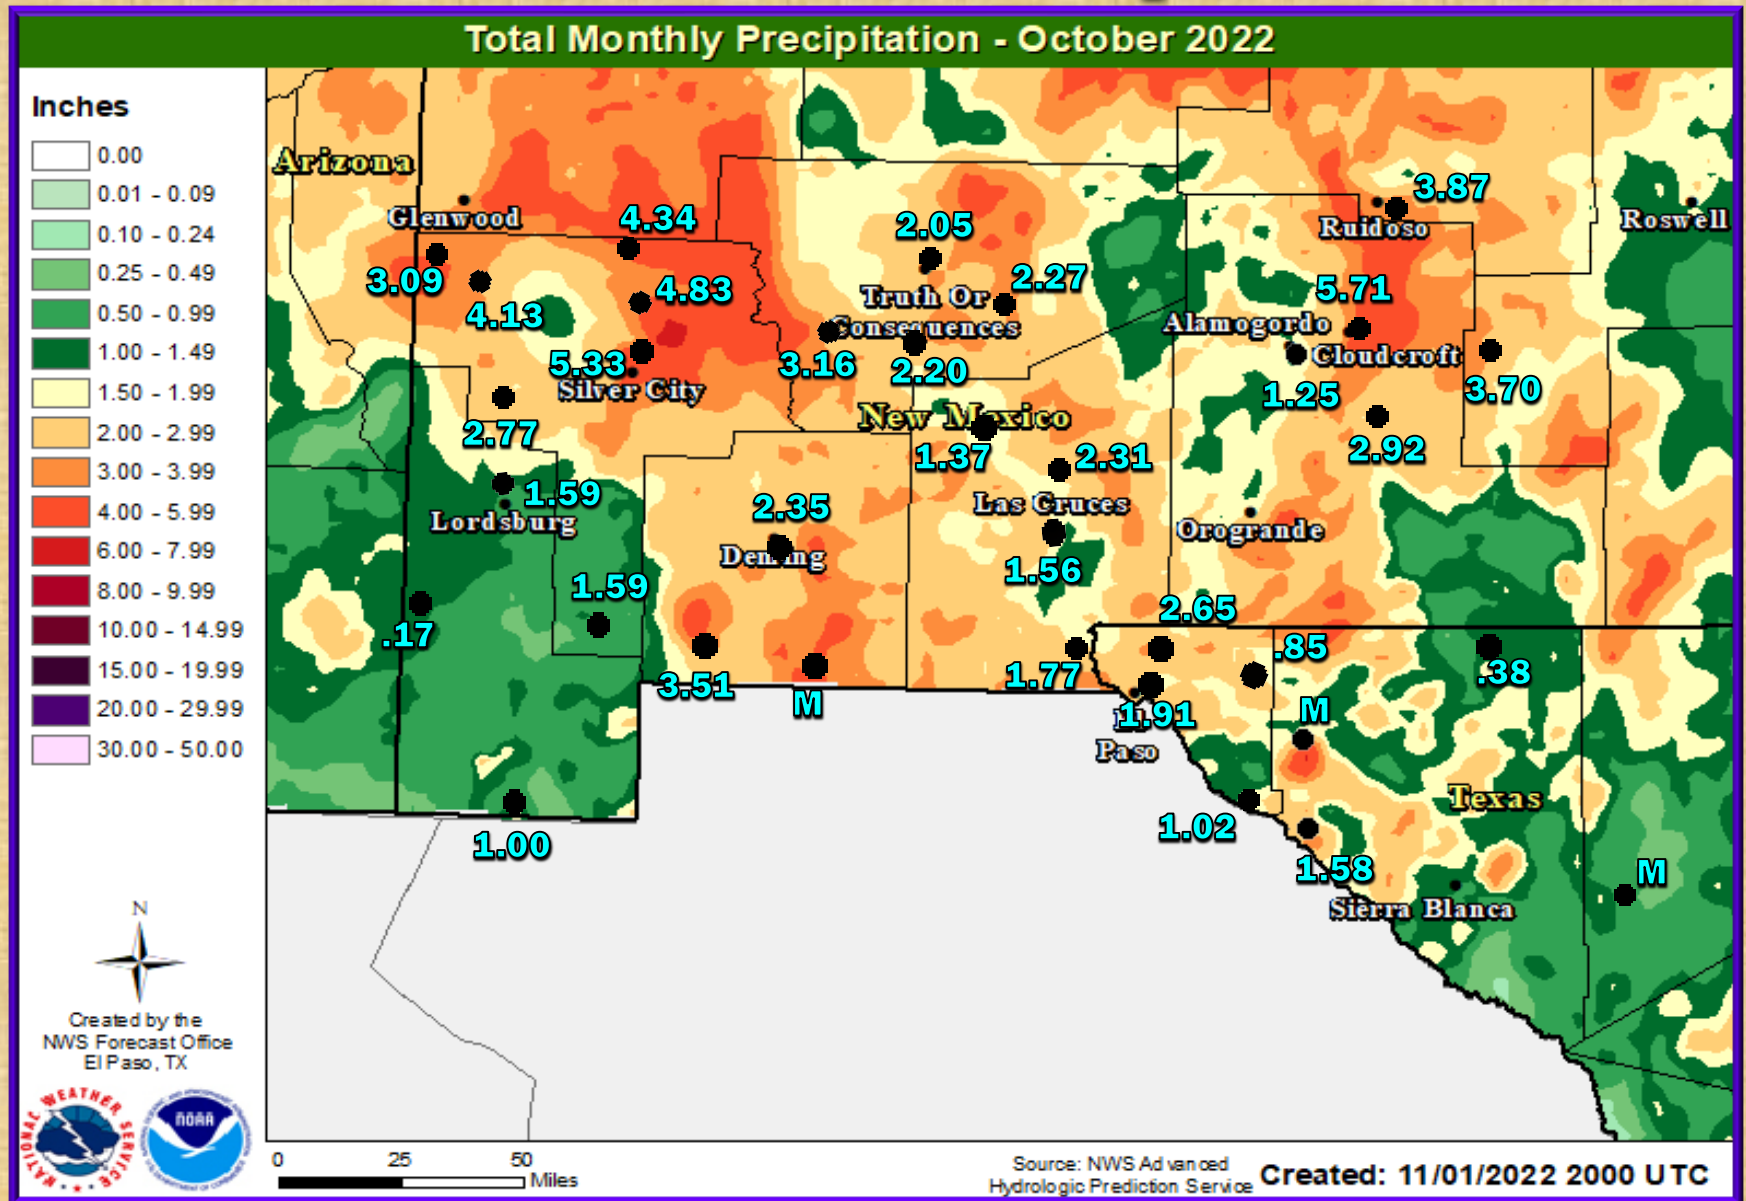 Total Monthly Precipitation - October 2022
Inches
0.00
0.01 - 0.09
0.10 - 0.24
0.25 - 0.49
0.50 - 0.99
1.00 - 1.49
1.50 - 1.99
2.00 - 2.99
3.00 - 3.99
4.00 - 5.99
6.00 - 7.99
8.00 - 9.99
10.00 - 14.99
15.00 - 19.99
20.00 - 29.99
30.00 - 50.00
N
Created by the
NWS Forecast Office
El Paso, TX
NATIONAL WEATHER SERVICE
NOAA
Arizona
Glenwood
4.34
2.05
3.87
Ruidoso
Roswell
3.09
4.13
4.83
2.27
Truth Or
Consequences
5.71
Alamogordo
Cloudcroft
5.33
Silver City
3.16
2.20
1.25
3.70
2.77
New Mexico
1.37
2.31
2.92
1.59
Lordsburg
2.35
Deming
Las Cruces
Orogrande
1.56
1.59
.17
2.65
.85
3.51
M
1.77
.38
1.91
El
Paso
M
Texas
1.00
1.02
1.58
M
Sierra Blanca
0 25 50
Miles
Source: NWS Advanced
Hydrologic Prediction Service
Created: 11/01/2022 2000 UTC